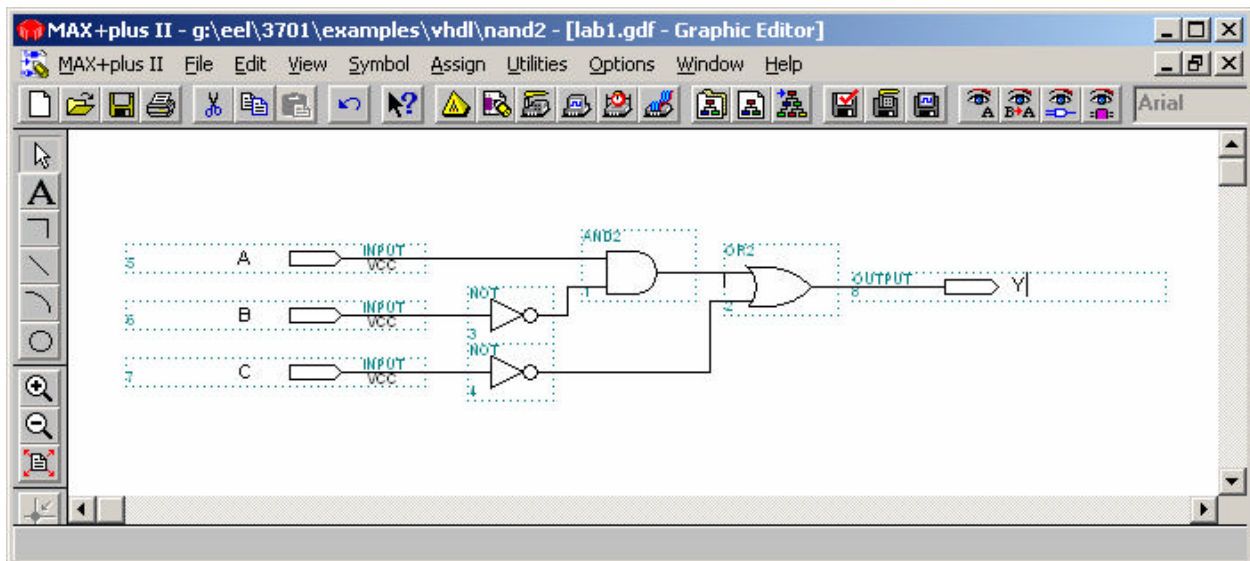 MAX+plus II - g:\eel\3701\examples\vhdl\nand2 - [lab1.gdf - Graphic Editor]
MAX+plus II File Edit View Symbol Assign Utilities Options Window Help
A B+A Arial
A
AND2
OR2
5 A INPUT VCC
1
OUTPUT
8 Y
NOT
2
6 B INPUT VCC
3
NOT
7 C INPUT VCC
4